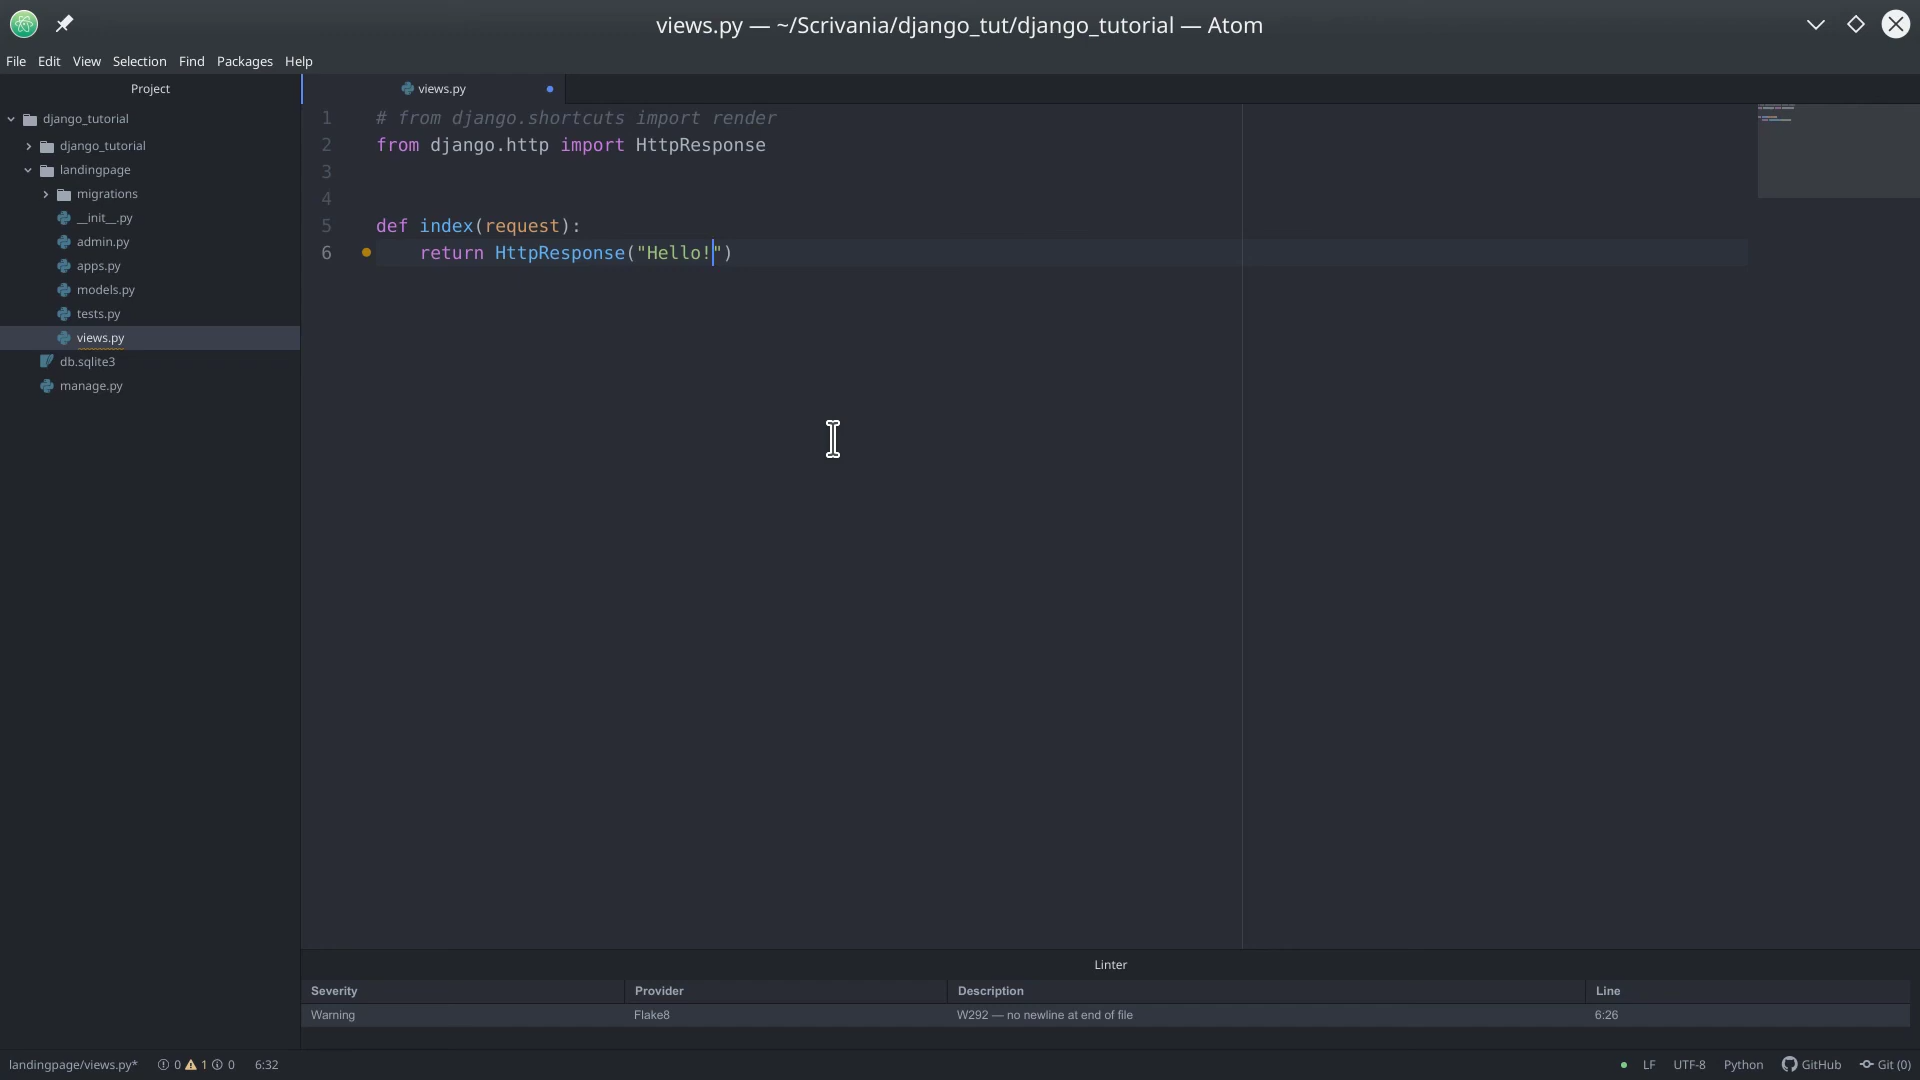 views.py — ~/Scrivania/django_tut/django_tutorial — Atom
File Edit View Selection Find Packages Help
Project
views.py
django_tutorial
django_tutorial
landingpage
migrations
__init__.py
admin.py
apps.py
models.py
tests.py
views.py
db.sqlite3
manage.py
1 # from django.shortcuts import render
2 from django.http import HttpResponse
3
4
5 def index(request):
6 return HttpResponse("Hello!")
Linter
Severity Provider Description Line
Warning Flake8 W292 — no newline at end of file 6:26
landingpage/views.py* 0 1 0 6:32 LF UTF-8 Python GitHub Git (0)